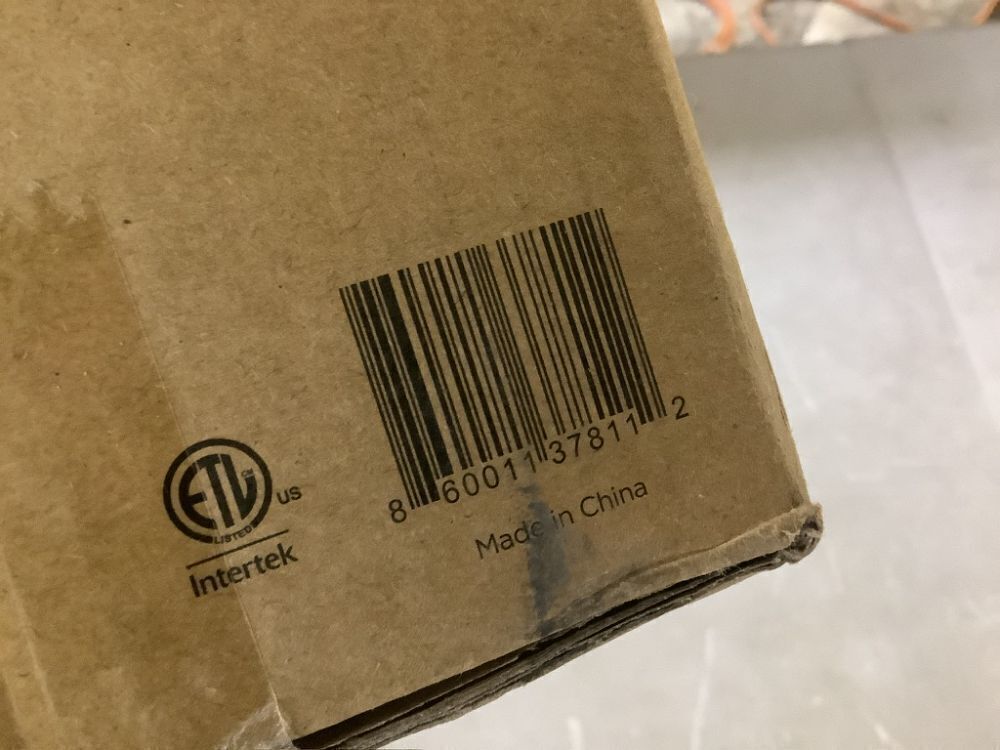 8 60011 37811 2
Made in China
ETL
LISTED
US
Intertek